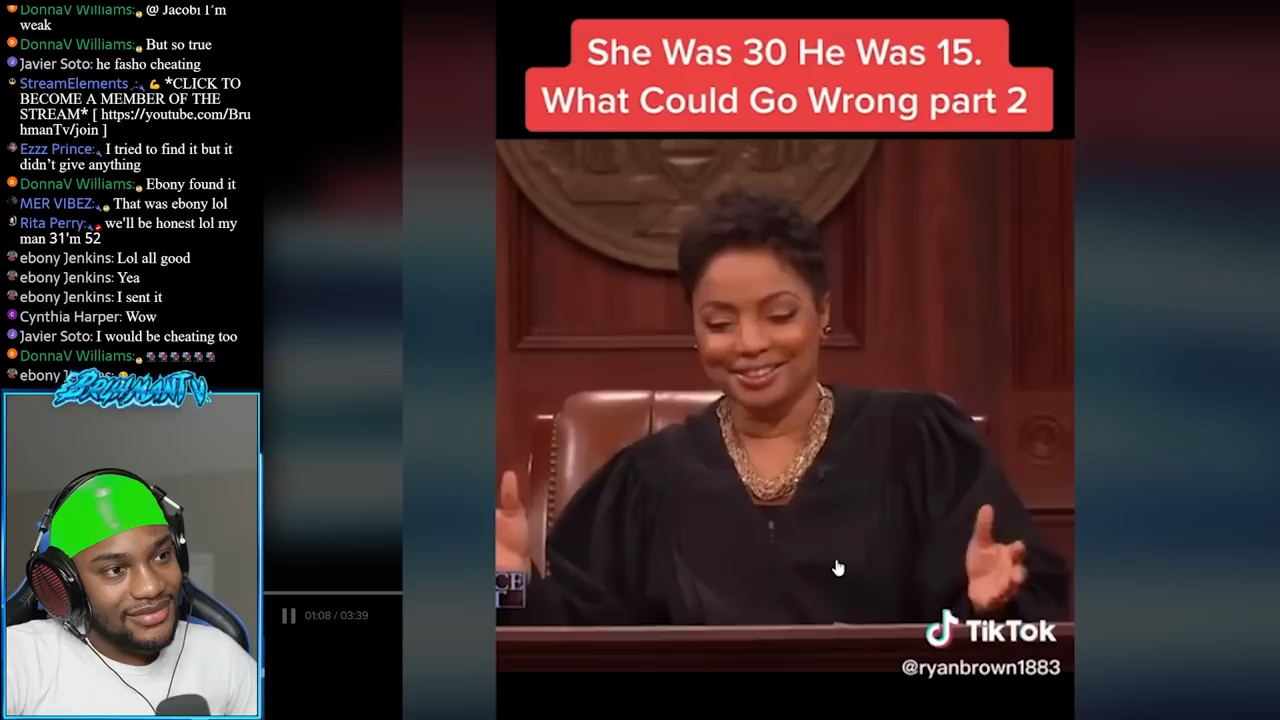 DonnaV Williams: @ Jacobi I'm
weak
DonnaV Williams: But so true
Javier Soto: he fasho cheating
StreamElements *CLICK TO
BECOME A MEMBER OF THE
STREAM* [ https://youtube.com/Bru
hmanTv/join ]
Ezzz Prince: I tried to find it but it
didn't give anything
DonnaV Williams: Ebony found it
MER VIBEZ: That was ebony lol
Rita Perry: we'll be honest lol my
man 31'm 52
ebony Jenkins: Lol all good
ebony Jenkins: Yea
ebony Jenkins: I sent it
Cynthia Harper: Wow
Javier Soto: I would be cheating too
DonnaV Williams:
ebony
BRUHMANTV
She Was 30 He Was 15.
What Could Go Wrong part 2
01:08 / 03:39
TikTok
@ryanbrown1883